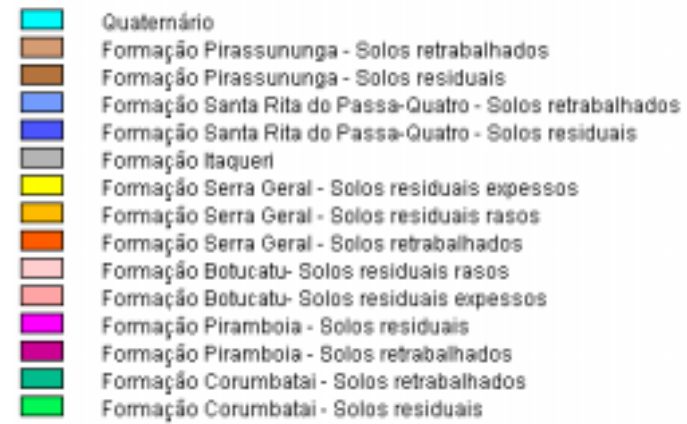 Quaternário
Formação Pirassununga - Solos retrabalhados
Formação Pirassununga - Solos residuais
Formação Santa Rita do Passa-Quatro - Solos retrabalhados
Formação Santa Rita do Passa-Quatro - Solos residuais
Formação Itaqueri
Formação Serra Geral - Solos residuais expessos
Formação Serra Geral - Solos residuais rasos
Formação Serra Geral - Solos retrabalhados
Formação Botucatu- Solos residuais rasos
Formação Botucatu- Solos residuais expessos
Formação Piramboia - Solos residuais
Formação Piramboia - Solos retrabalhados
Formação Corumbatai - Solos retrabalhados
Formação Corumbatai - Solos residuais